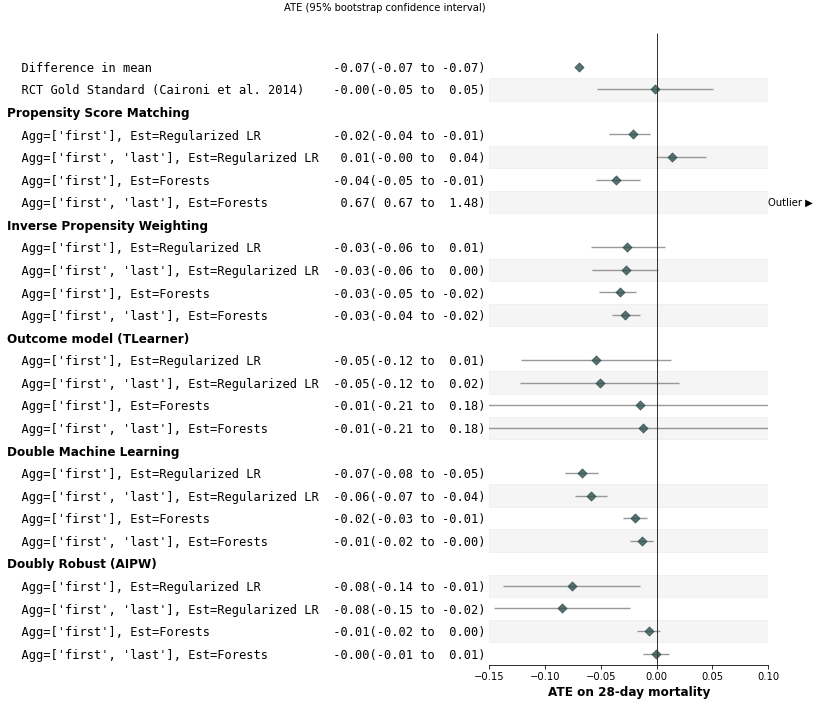 ATE (95% bootstrap confidence interval)
Difference in mean -0.07(-0.07 to -0.07)
RCT Gold Standard (Caironi et al. 2014) -0.00(-0.05 to 0.05)
Propensity Score Matching
Agg=['first'], Est=Regularized LR -0.02(-0.04 to -0.01)
Agg=['first', 'last'], Est=Regularized LR 0.01(-0.00 to 0.04)
Agg=['first'], Est=Forests -0.04(-0.05 to -0.01)
Agg=['first', 'last'], Est=Forests 0.67( 0.67 to 1.48) Outlier ▶
Inverse Propensity Weighting
Agg=['first'], Est=Regularized LR -0.03(-0.06 to 0.01)
Agg=['first', 'last'], Est=Regularized LR -0.03(-0.06 to 0.00)
Agg=['first'], Est=Forests -0.03(-0.05 to -0.02)
Agg=['first', 'last'], Est=Forests -0.03(-0.04 to -0.02)
Outcome model (TLearner)
Agg=['first'], Est=Regularized LR -0.05(-0.12 to 0.01)
Agg=['first', 'last'], Est=Regularized LR -0.05(-0.12 to 0.02)
Agg=['first'], Est=Forests -0.01(-0.21 to 0.18)
Agg=['first', 'last'], Est=Forests -0.01(-0.21 to 0.18)
Double Machine Learning
Agg=['first'], Est=Regularized LR -0.07(-0.08 to -0.05)
Agg=['first', 'last'], Est=Regularized LR -0.06(-0.07 to -0.04)
Agg=['first'], Est=Forests -0.02(-0.03 to -0.01)
Agg=['first', 'last'], Est=Forests -0.01(-0.02 to -0.00)
Doubly Robust (AIPW)
Agg=['first'], Est=Regularized LR -0.08(-0.14 to -0.01)
Agg=['first', 'last'], Est=Regularized LR -0.08(-0.15 to -0.02)
Agg=['first'], Est=Forests -0.01(-0.02 to 0.00)
Agg=['first', 'last'], Est=Forests -0.00(-0.01 to 0.01)
−0.15 −0.10 −0.05 0.00 0.05 0.10
ATE on 28-day mortality